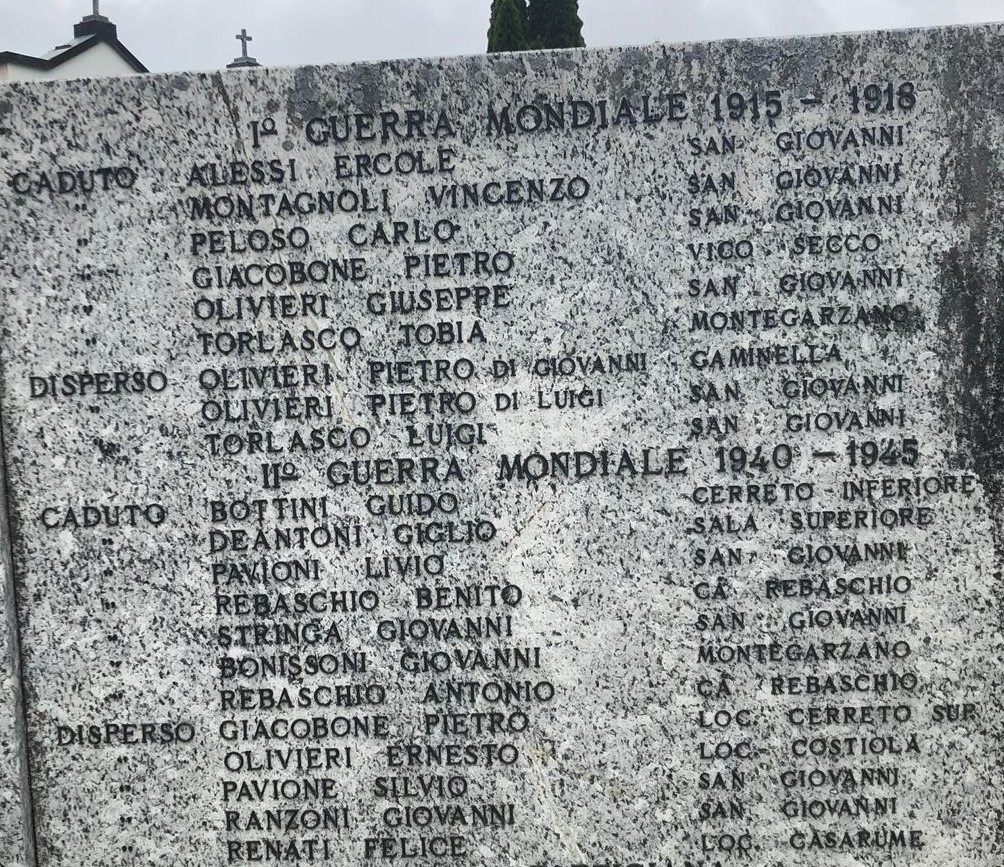 Iº GUERRA MONDIALE 1915 - 1918
CADUTO ALESSI ERCOLE SAN GIOVANNI
" MONTAGNOLI VINCENZO SAN GIOVANNI
" PELOSO CARLO SAN GIOVANNI
" GIACOBONE PIETRO VICO SECCO
" OLIVIERI GIUSEPPE SAN GIOVANNI
" TORLASCO TOBIA MONTEGARZANO
DISPERSO OLIVIERI PIETRO DI GIOVANNI GAMINELLA
" OLIVIERI PIETRO DI LUIGI SAN GIOVANNI
" TORLASCO LUIGI SAN GIOVANNI
IIº GUERRA MONDIALE 1940 - 1945
CADUTO BOTTINI GUIDO CERRETO INFERIORE
" DEANTONI GIGLIO SALA SUPERIORE
" PAVIONI LIVIO SAN GIOVANNI
" REBASCHIO BENITO CÀ REBASCHIO
" STRINGA GIOVANNI SAN GIOVANNI
" BONISSONI GIOVANNI MONTEGARZANO
" REBASCHIO ANTONIO CÀ REBASCHIO
DISPERSO GIACOBONE PIETRO LOC. CERRETO SUP
" OLIVIERI ERNESTO LOC. COSTIOLA
" PAVIONE SILVIO SAN GIOVANNI
" RANZONI GIOVANNI SAN GIOVANNI
" RENATI FELICE LOC. CASARUME